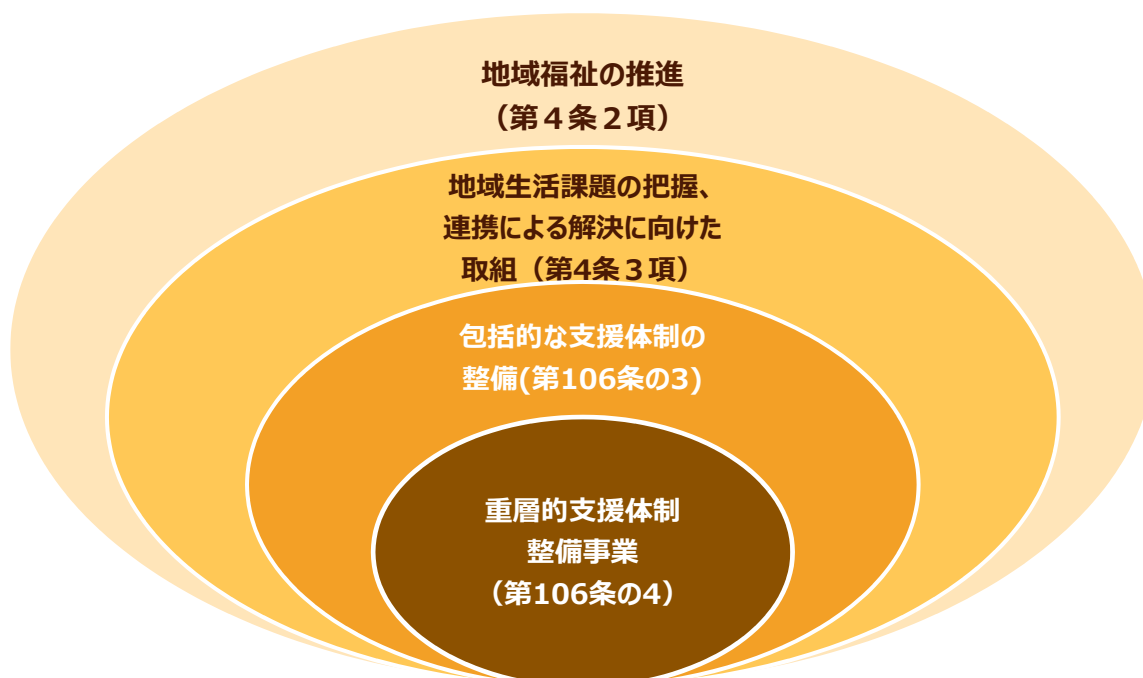 地域福祉の推進
（第４条２項）
地域生活課題の把握、
連携による解決に向けた
取組（第4条３項）
包括的な支援体制の
整備(第106条の3)
重層的支援体制
整備事業
（第106条の4）